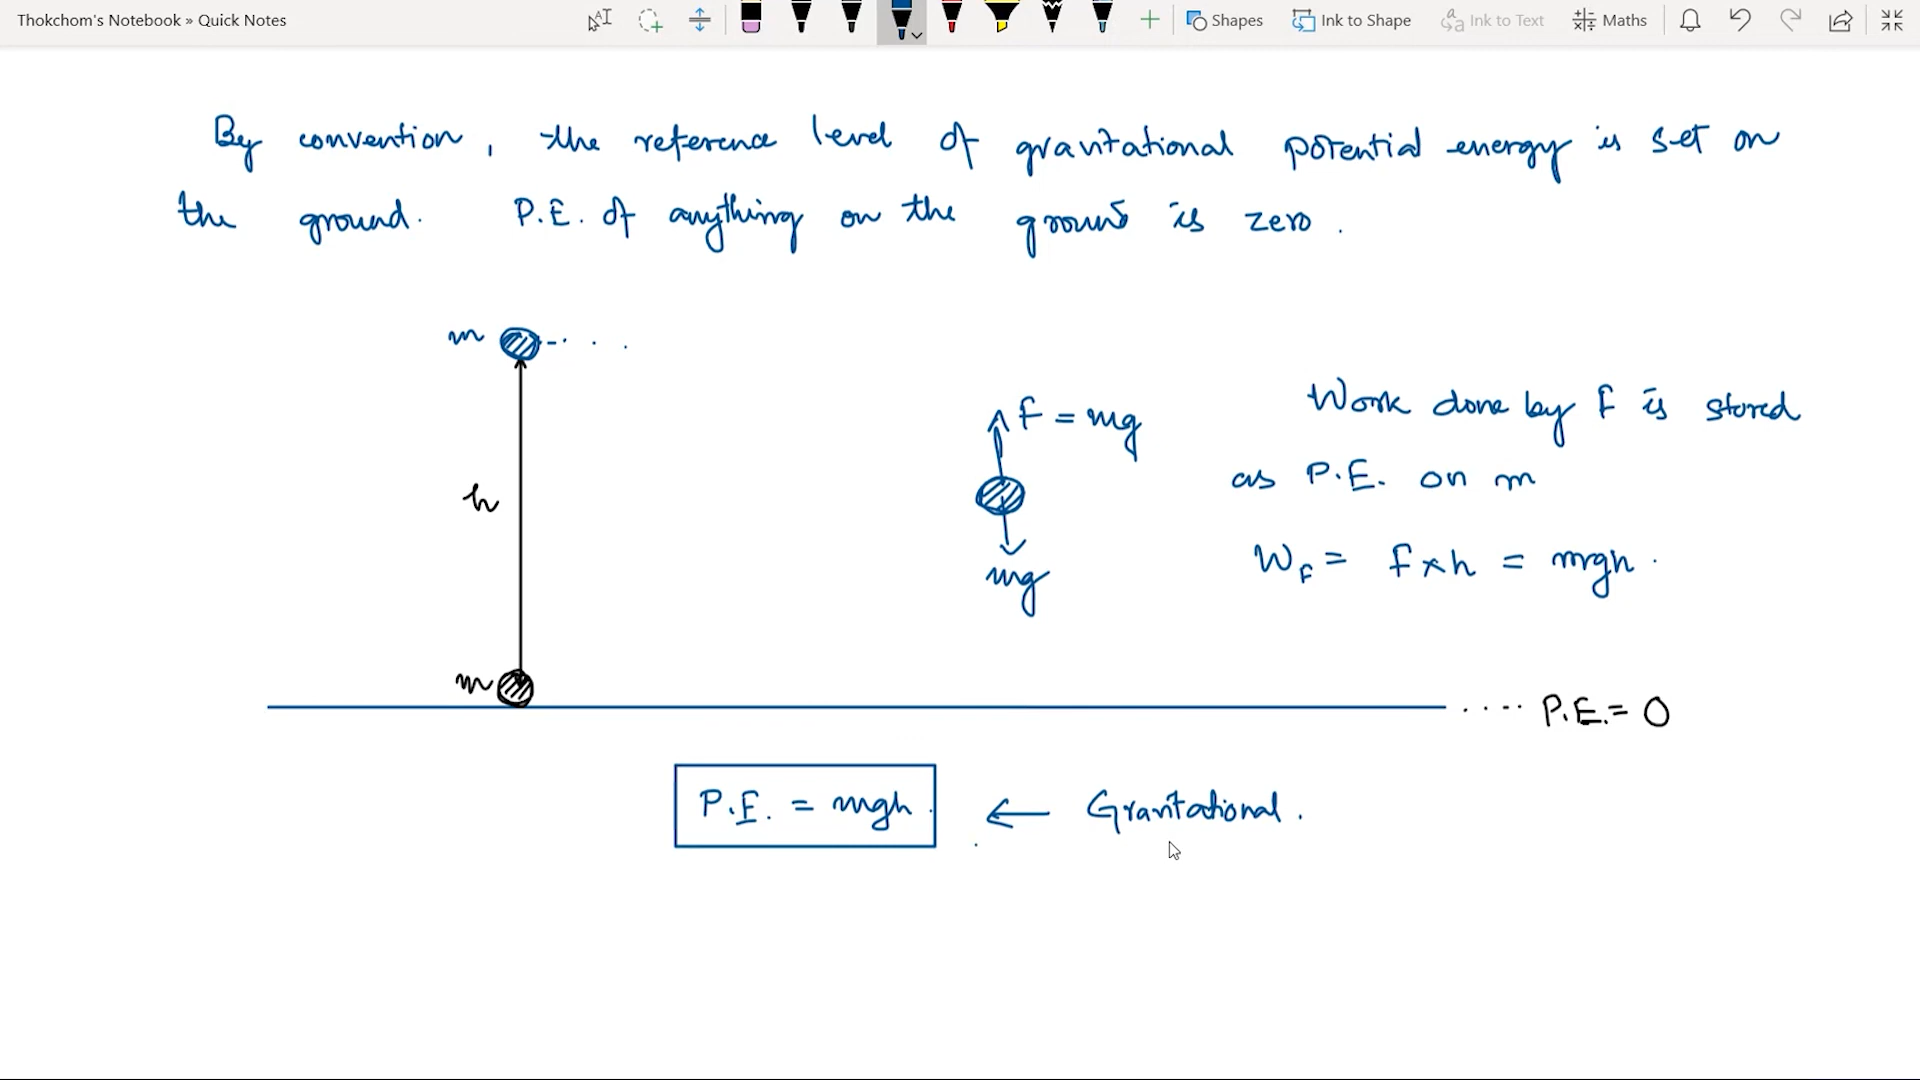 Thokchom's Notebook » Quick Notes
Shapes Ink to Shape Ink to Text Maths
By convention, the reference level of gravitational potential energy is set on
the ground. P.E. of anything on the ground is zero.
m
F = mg
Work done by F is stored
as P.E. on m
h
mg
W_F = F × h = mgh.
m
P.E. = 0
P.E. = mgh. ← Gravitational.